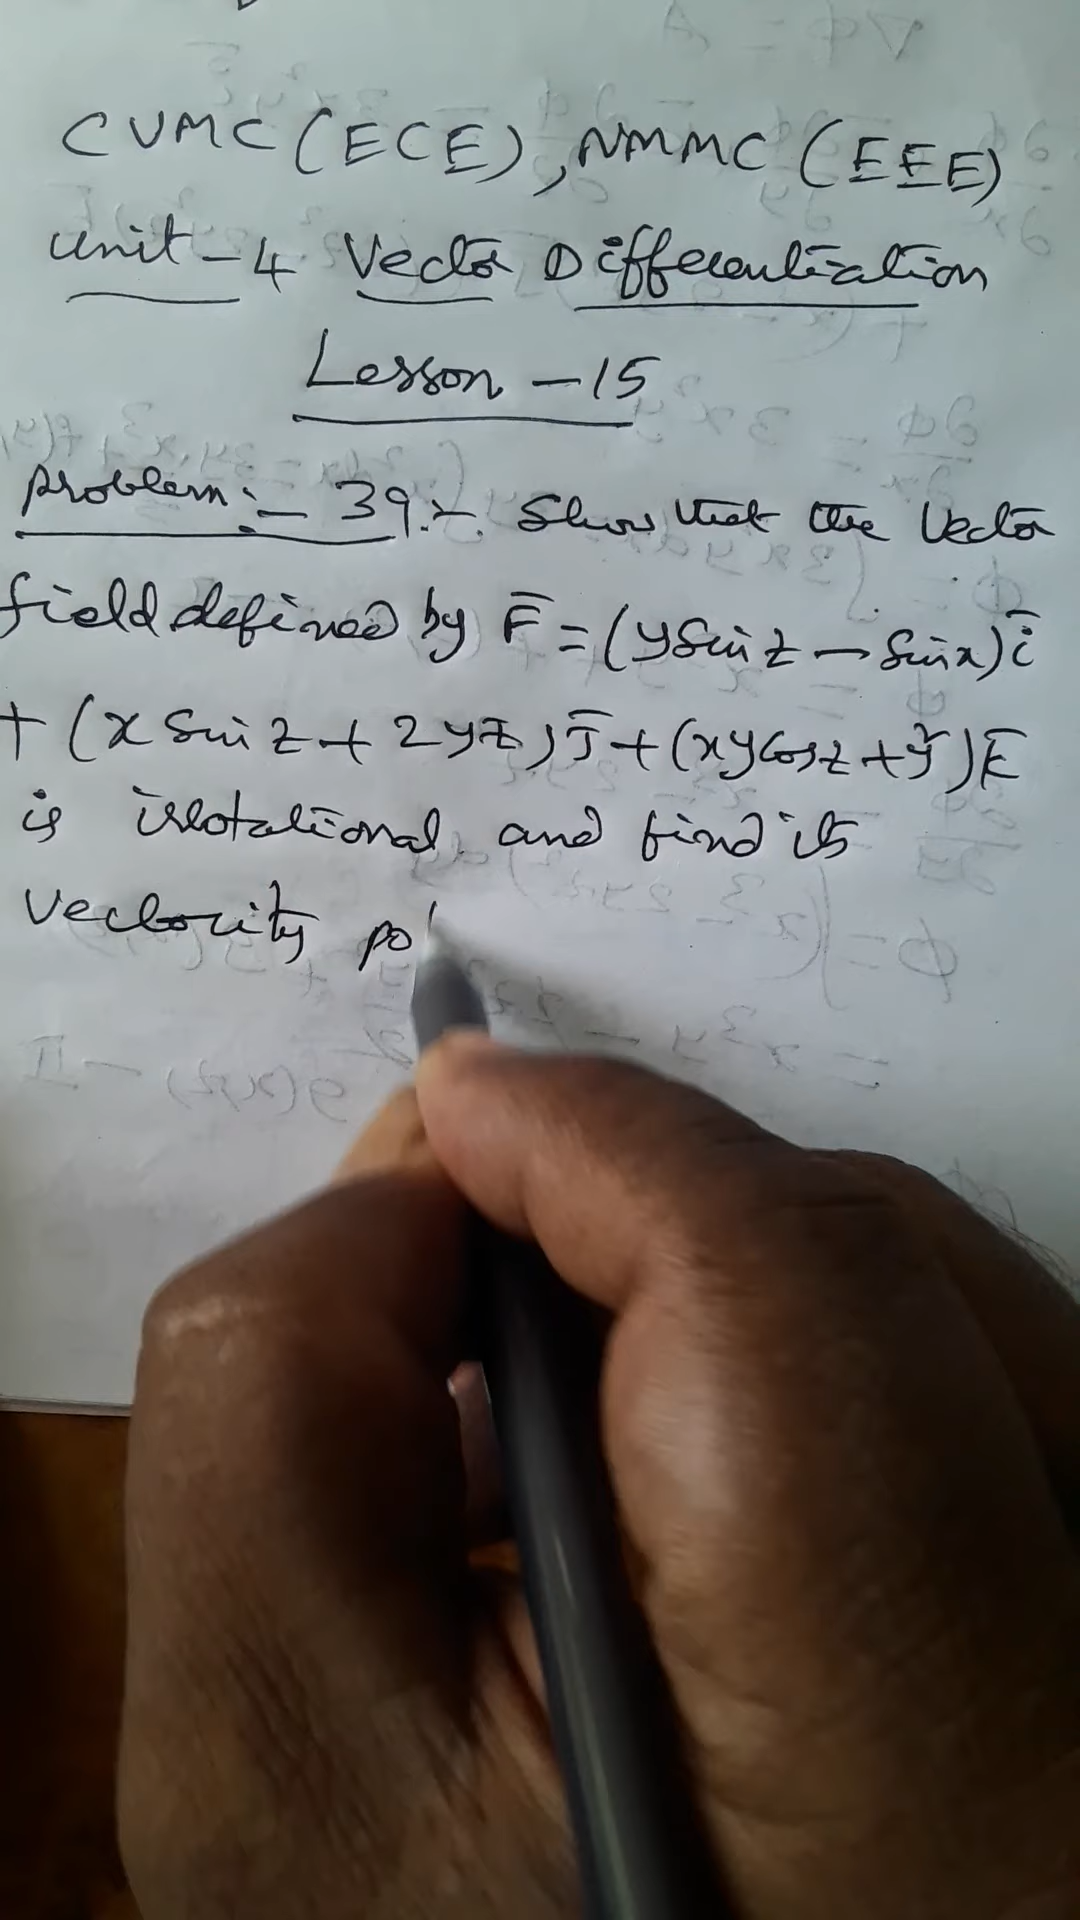 CVMC (ECE), NMMC (EEE)
unit-4 Vector Differentiation
Lesson -15
problem:- 39:- Show that the Vector
field defined by F̅ = (y Sin z - Sin x) i̅
+ (x Sin z + 2yz) J̅ + (xy Cos z + y²) k̅
is irrotational and find its
Veclority po